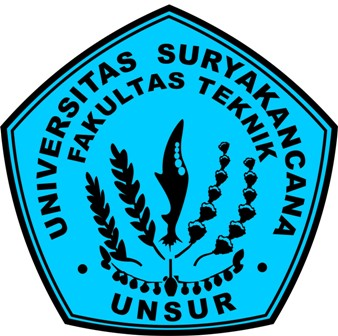 UNIVERSITAS SURYAKANCANA
FAKULTAS TEKNIK
UNSUR